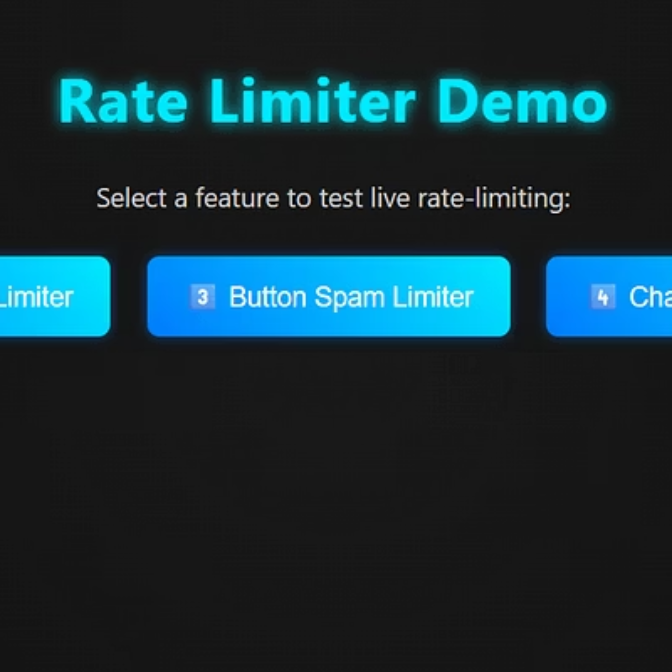 Rate Limiter Demo
Select a feature to test live rate-limiting:
Limiter
3 Button Spam Limiter
4 Cha